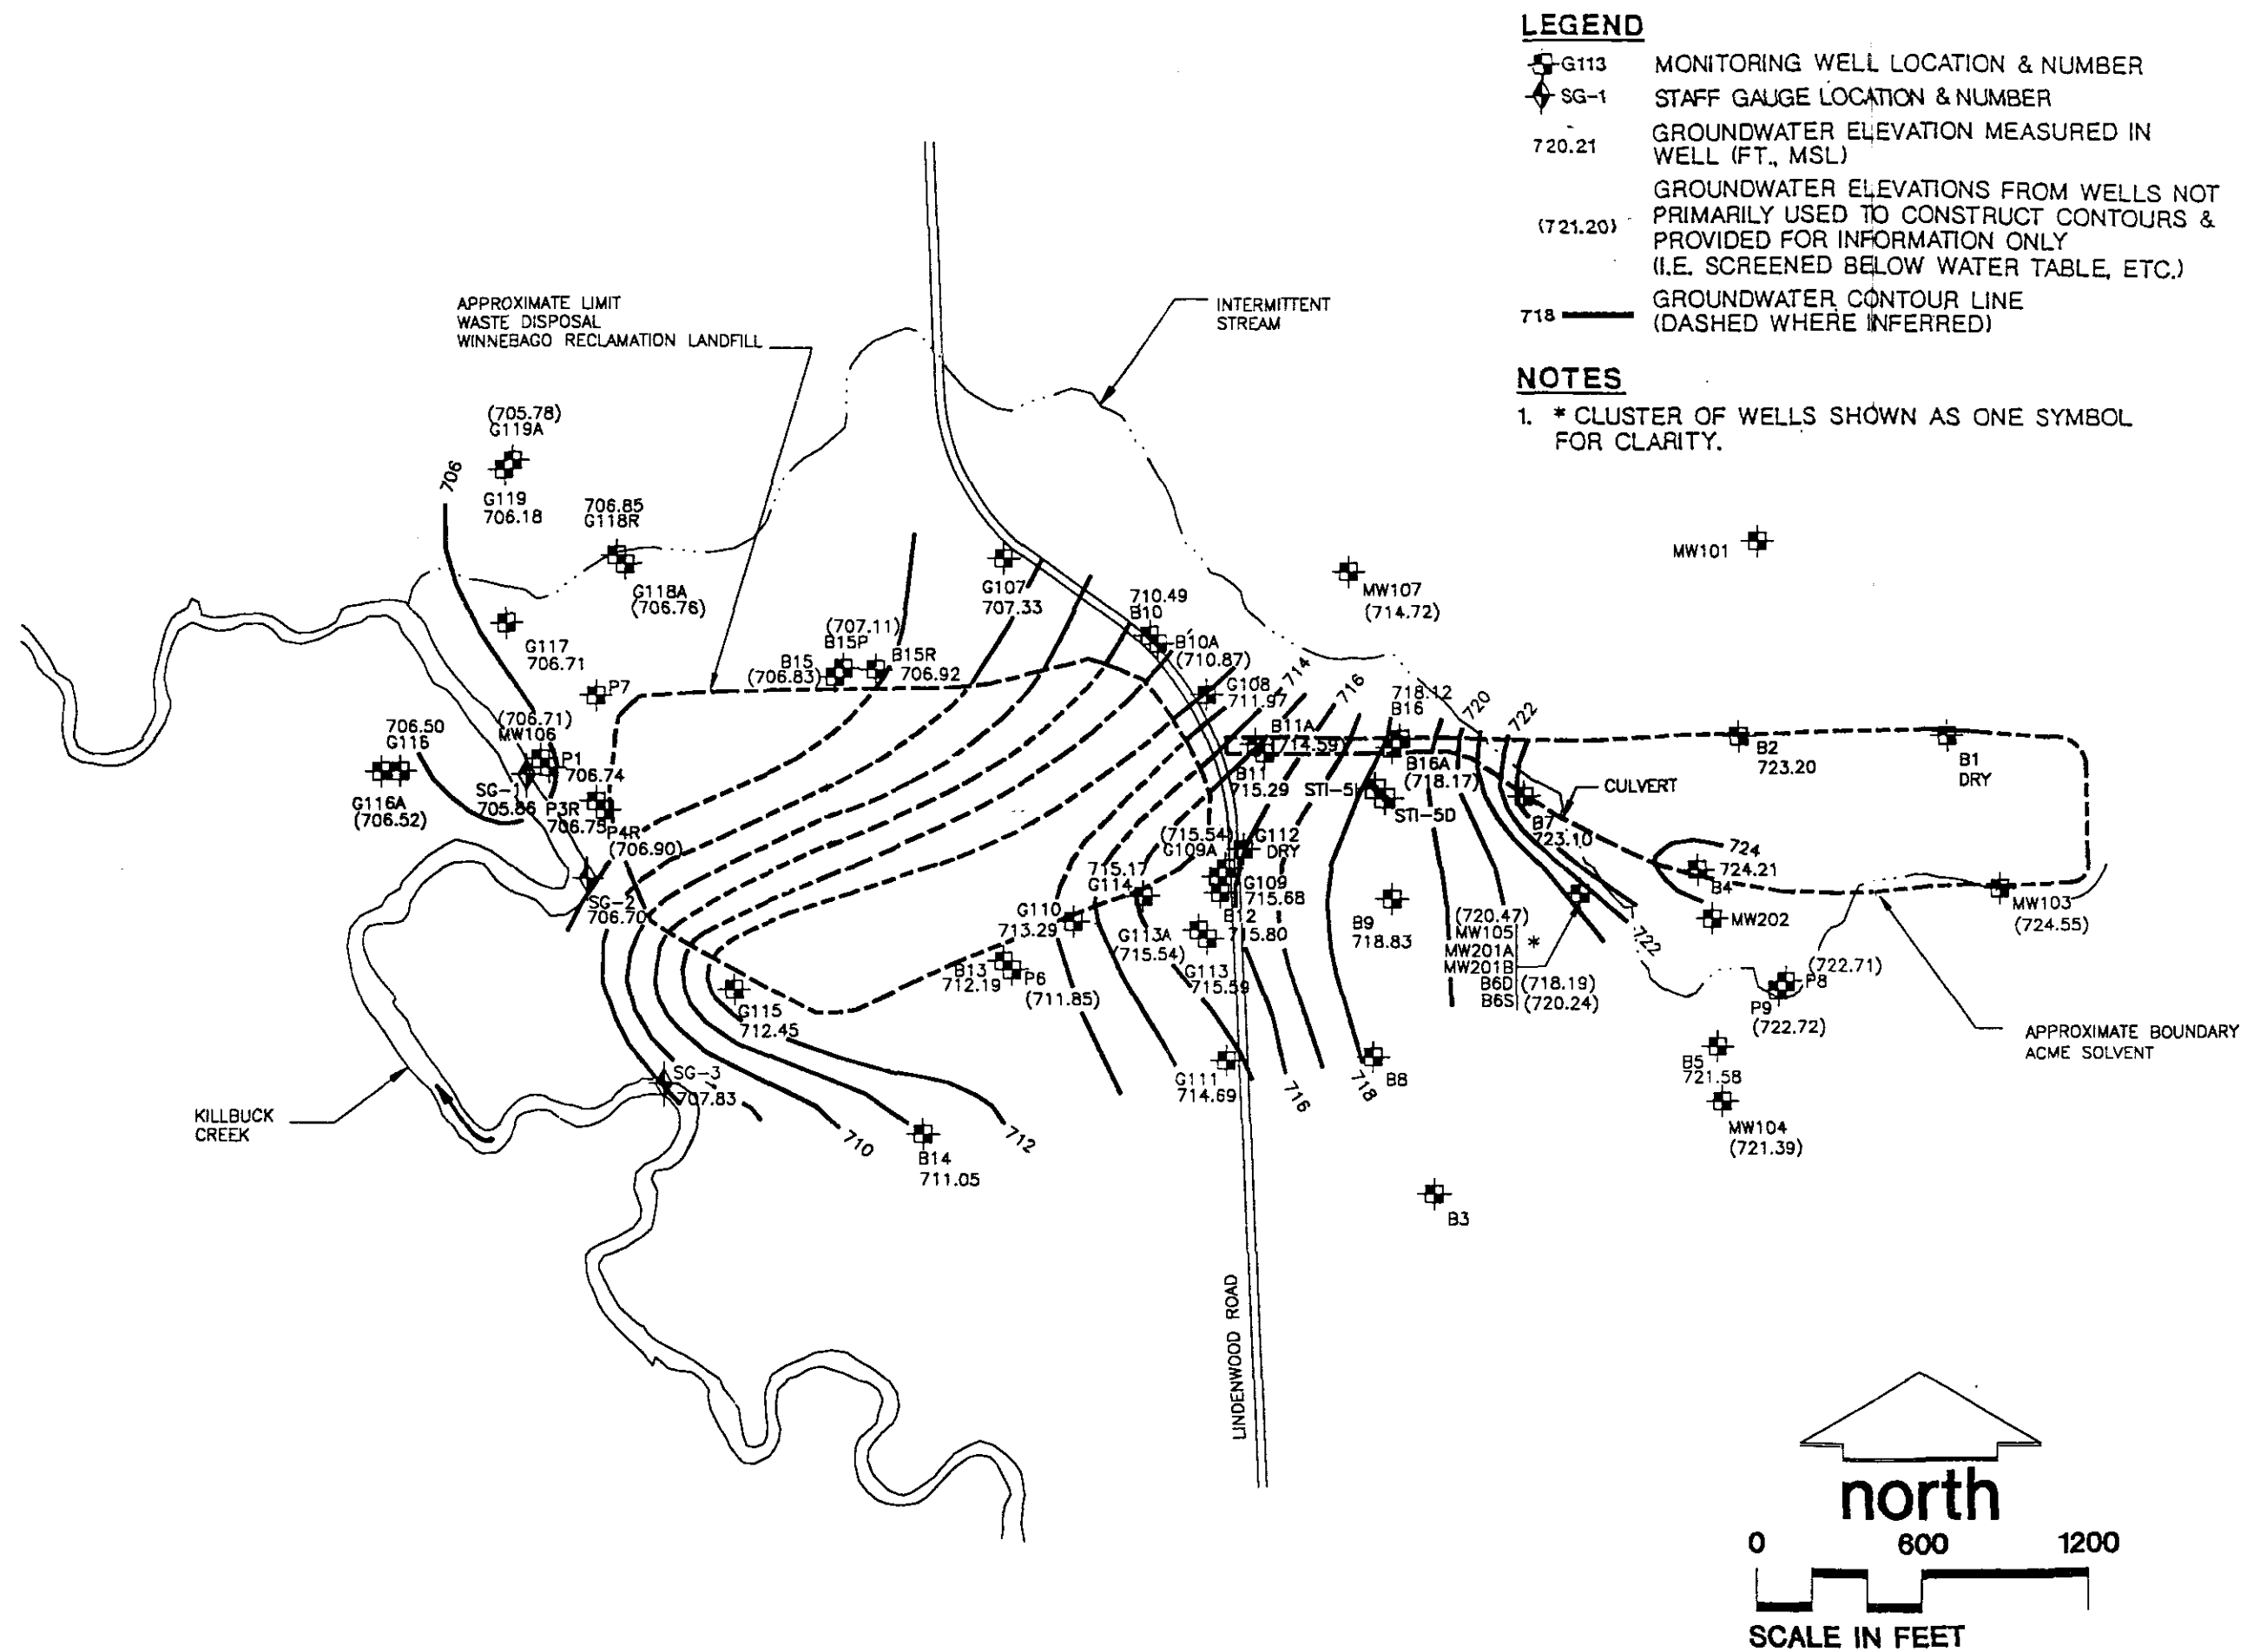 LEGEND
G113 MONITORING WELL LOCATION & NUMBER
SG-1 STAFF GAUGE LOCATION & NUMBER
720.21 GROUNDWATER ELEVATION MEASURED IN
WELL (FT., MSL)
(721.20) GROUNDWATER ELEVATIONS FROM WELLS NOT
PRIMARILY USED TO CONSTRUCT CONTOURS &
PROVIDED FOR INFORMATION ONLY
(I.E. SCREENED BELOW WATER TABLE, ETC.)
718 GROUNDWATER CONTOUR LINE
(DASHED WHERE INFERRED)
NOTES
1. * CLUSTER OF WELLS SHOWN AS ONE SYMBOL
FOR CLARITY.
APPROXIMATE LIMIT
WASTE DISPOSAL
WINNEBAGO RECLAMATION LANDFILL
INTERMITTENT
STREAM
(705.78)
G119A
706
G119
706.18
706.85
G118R
G118A
(706.76)
G117
706.71
P7
G107
707.33
710.49
B10
B10A
(710.87)
MW107
(714.72)
MW101
(707.11)
B15P
B15
(706.83)
B15R
706.92
G108
711.97
714
716
718.12
B16
720
722
B11A
714.59
B11
715.29
B16A
(718.17)
STI-5I
STI-5D
B2
723.20
B1
DRY
CULVERT
B7
723.10
724
724.21
B4
MW202
MW103
(724.55)
706.50
G116
G116A
(706.52)
(706.71)
MW106
P1
706.74
SG-1
705.86
P3R
706.75
P4R
(706.90)
SG-2
706.70
(715.54)
G109A
G112
DRY
715.17
G114
G109
715.68
G110
713.29
G113A
(715.54)
B12
715.80
G113
715.59
B9
718.83
(720.47)
MW105
MW201A
MW201B
B6D (718.19)
B6S (720.24)
*
722
(722.71)
P8
P9
(722.72)
B13
712.19
P6
(711.85)
G115
712.45
B5
721.58
MW104
(721.39)
APPROXIMATE BOUNDARY
ACME SOLVENT
SG-3
707.83
G111
714.69
716
718
B8
KILLBUCK
CREEK
710
B14
711.05
712
B3
LINDENWOOD ROAD
north
0 600 1200
SCALE IN FEET